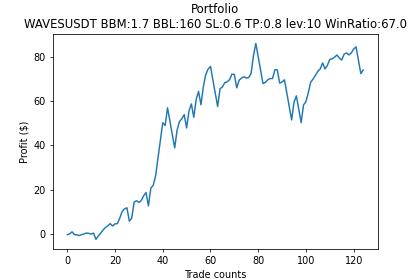 Portfolio
WAVESUSDT BBM:1.7 BBL:160 SL:0.6 TP:0.8 lev:10 WinRatio:67.0
80
60
40
20
0
Profit ($)
0 20 40 60 80 100 120
Trade counts